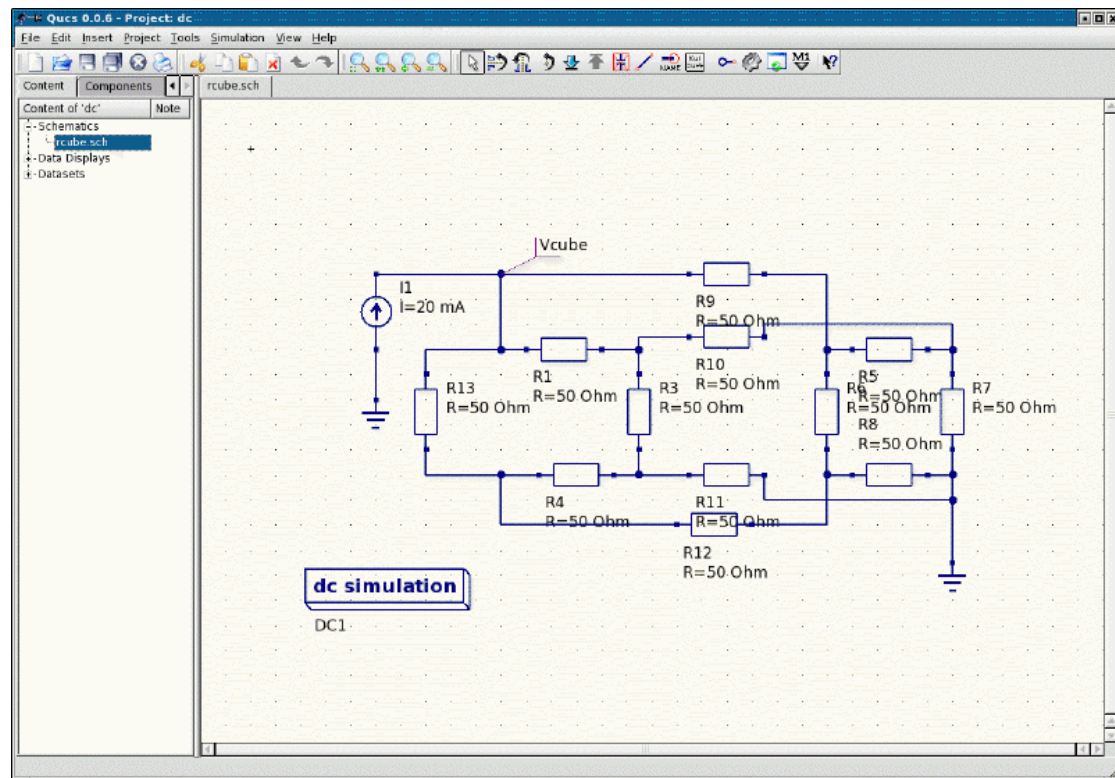 Qucs 0.0.6 - Project: dc
File Edit Insert Project Tools Simulation View Help
NAME
Content Components rcube.sch
Content of 'dc' Note
Schematics
rcube.sch
Data Displays
Datasets
Vcube
I1
I=20 mA
R9
R=50 Ohm
R10
R=50 Ohm
R13
R=50 Ohm
R1
R=50 Ohm
R3
R=50 Ohm
R5
R=50 Ohm
R6
R=50 Ohm
R7
R=50 Ohm
R8
R=50 Ohm
R4
R=50 Ohm
R11
R=50 Ohm
R12
R=50 Ohm
dc simulation
DC1